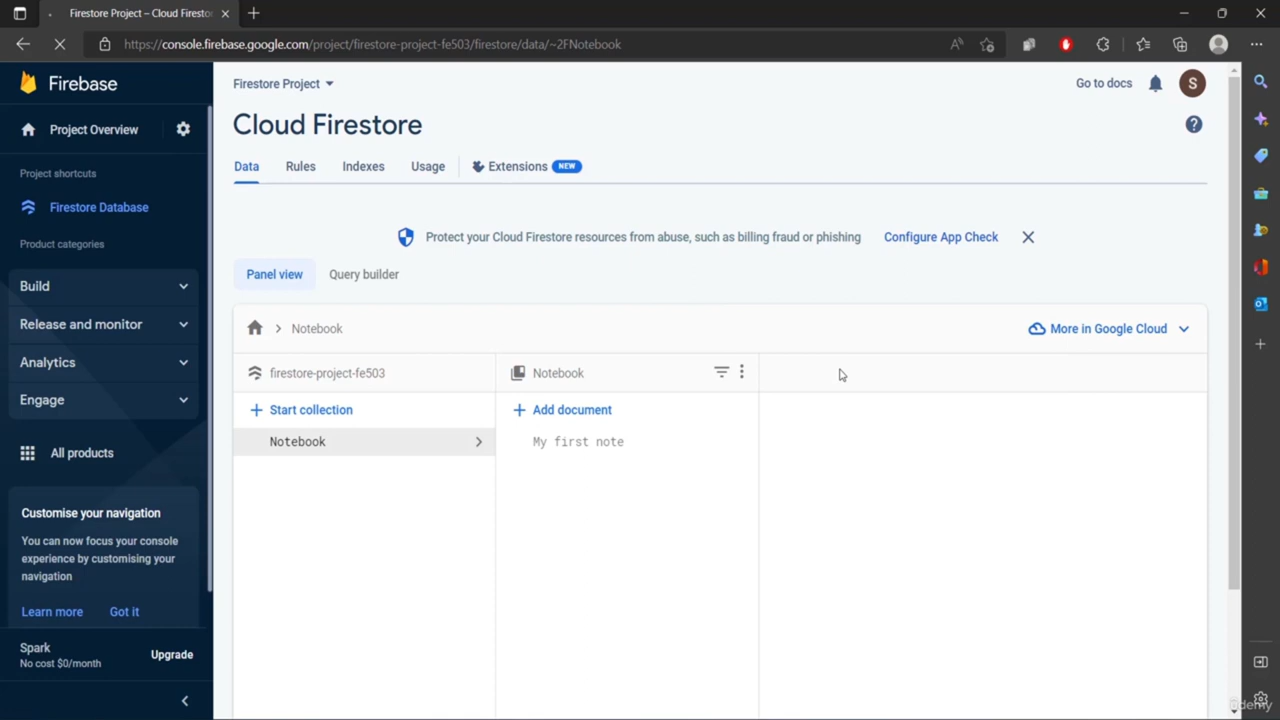 Firestore Project – Cloud Firesto
https://console.firebase.google.com/project/firestore-project-fe503/firestore/data/~2FNotebook
Firebase
Project Overview
Project shortcuts
Firestore Database
Product categories
Build
Release and monitor
Analytics
Engage
All products
Customise your navigation
You can now focus your console
experience by customising your
navigation
Learn more Got it
Spark
No cost $0/month
Upgrade
Firestore Project
Go to docs
S
Cloud Firestore
Data Rules Indexes Usage Extensions NEW
Protect your Cloud Firestore resources from abuse, such as billing fraud or phishing Configure App Check
Panel view Query builder
Notebook
More in Google Cloud
firestore-project-fe503
Start collection
Notebook
Notebook
Add document
My first note
ûdemy